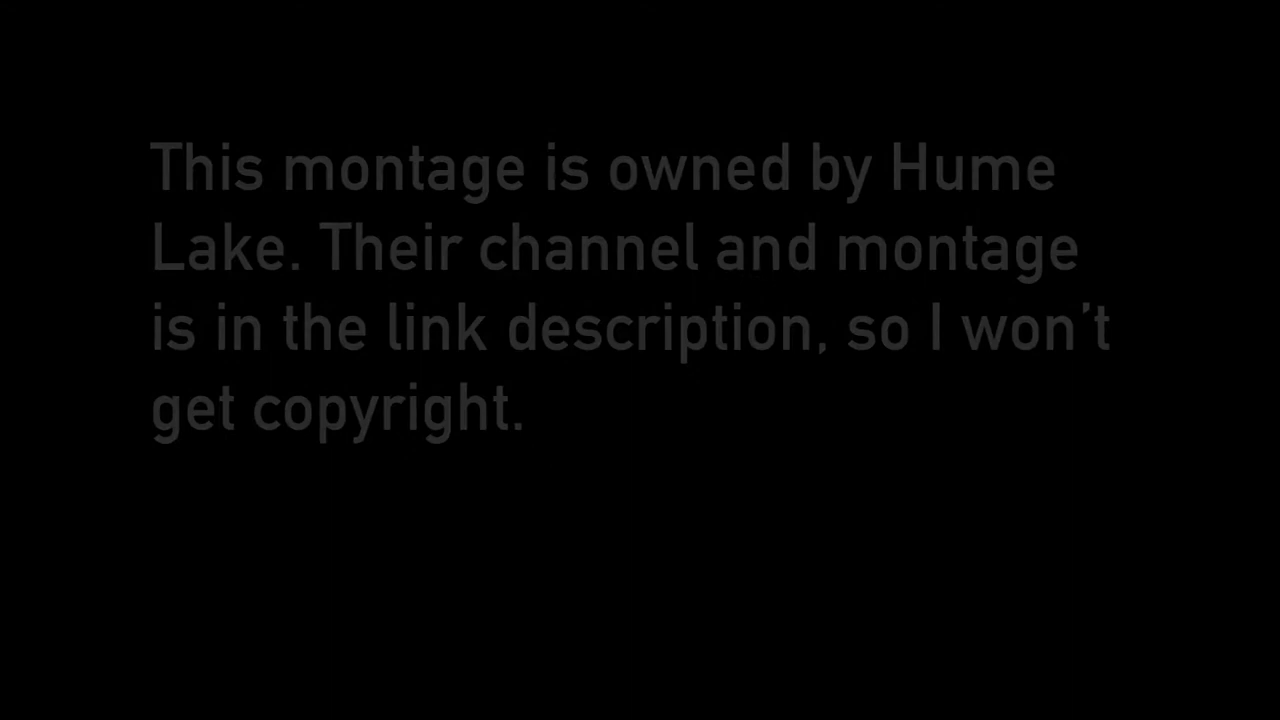 This montage is owned by Hume
Lake. Their channel and montage
is in the link description, so I won’t
get copyright.